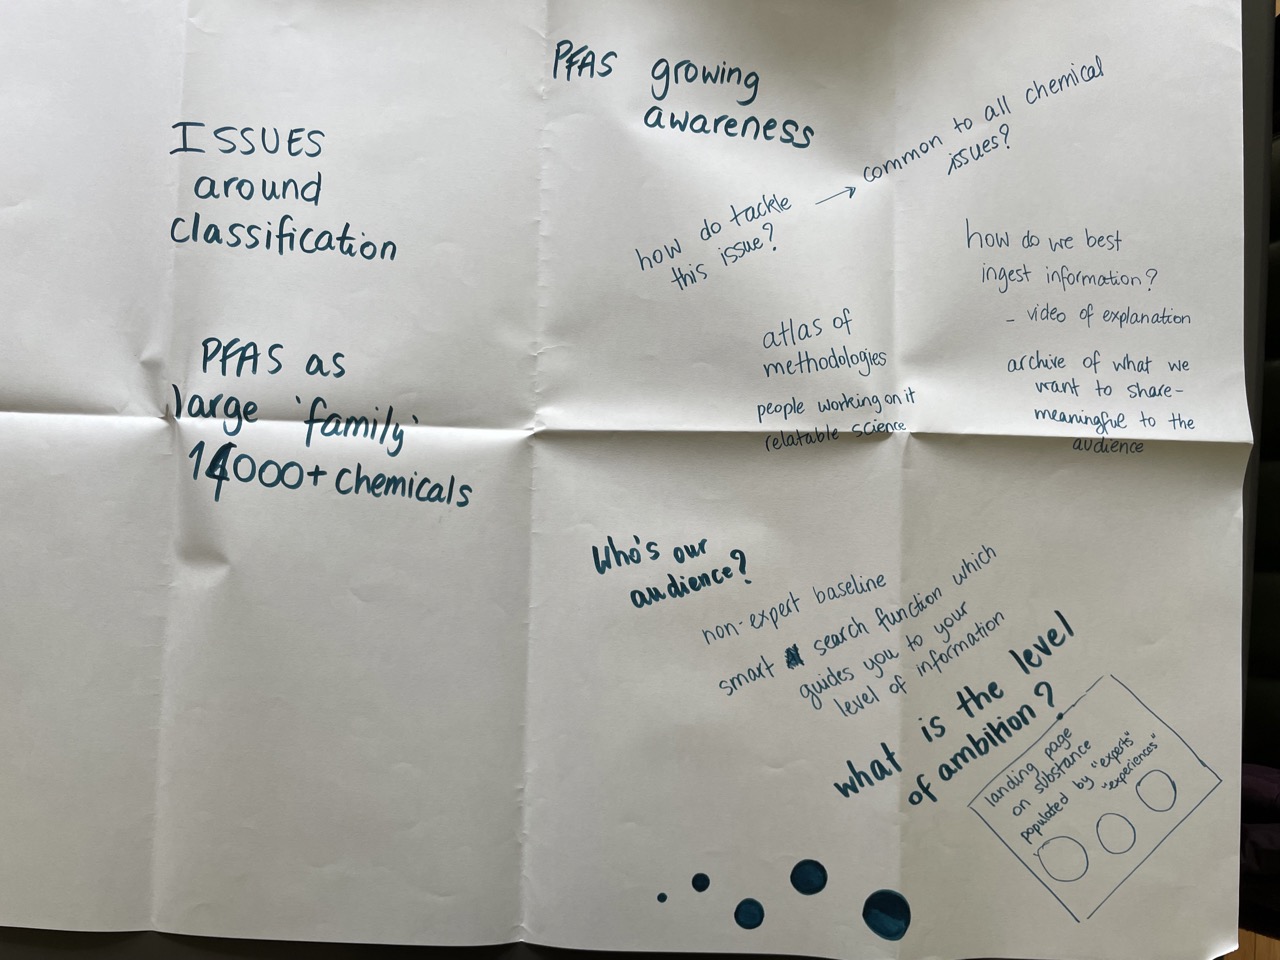 ISSUES
around
classification
PFAS as
large 'family'
14000+ chemicals
PFAS growing
awareness
how do tackle
this issue?
→ common to all chemical
issues?
how do we best
ingest information?
- video of explanation
archive of what we
want to share-
meaningful to the
audience
atlas of
methodologies
people working on it
relatable science
Who's our
audience?
non-expert baseline
smart search function which
guides you to your
level of information
what is the level
of ambition?
landing page
on substance
populated by "experts"
"experiences"